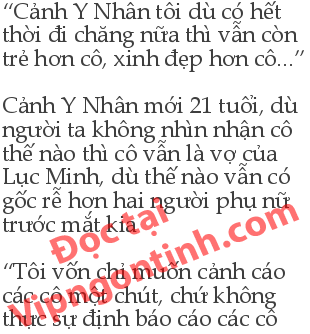 “Cảnh Y Nhân tôi dù có hết
thời đi chăng nữa thì vẫn còn
trẻ hơn cô, xinh đẹp hơn cô...”
Cảnh Y Nhân mới 21 tuổi, dù
người ta không nhìn nhận cô
thế nào thì cô vẫn là vợ của
Lục Minh, dù thế nào vẫn có
gốc rễ hơn hai người phụ nữ
trước mắt kia
“Tôi vốn chỉ muốn cảnh cáo
các cô một chút, chứ không
thực sự định báo cáo các cô
Đọc tại
Vipngontinh.com